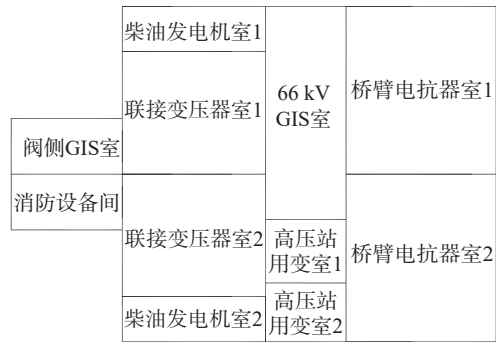 柴油发电机室1
联接变压器室1
66 kV
GIS室
桥臂电抗器室1
阀侧GIS室
消防设备间
联接变压器室2
高压站
用变室1
桥臂电抗器室2
高压站
用变室2
柴油发电机室2